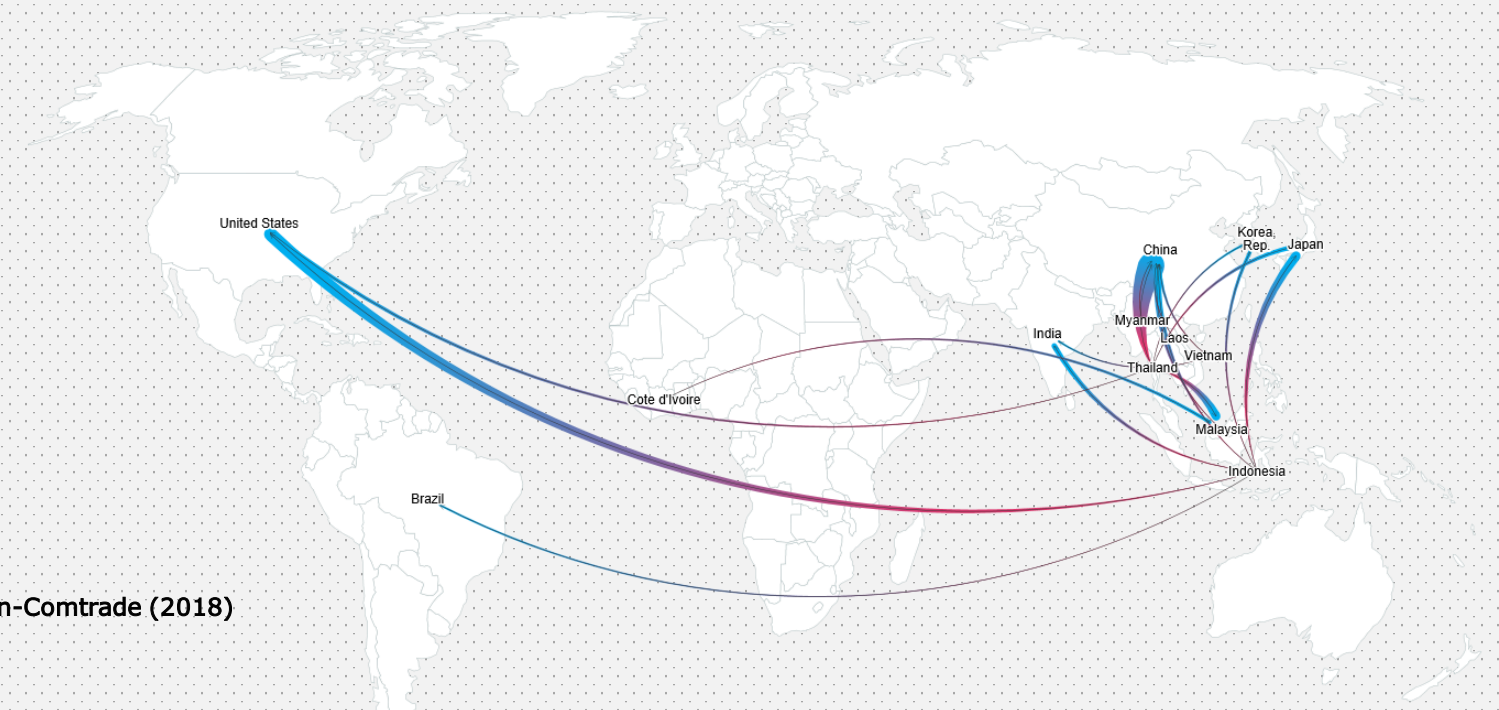 United States
Korea,
Rep.
Japan
China
Myanmar
India
Laos
Vietnam
Thailand
Cote d'Ivoire
Malaysia
Indonesia
Brazil
n-Comtrade (2018)